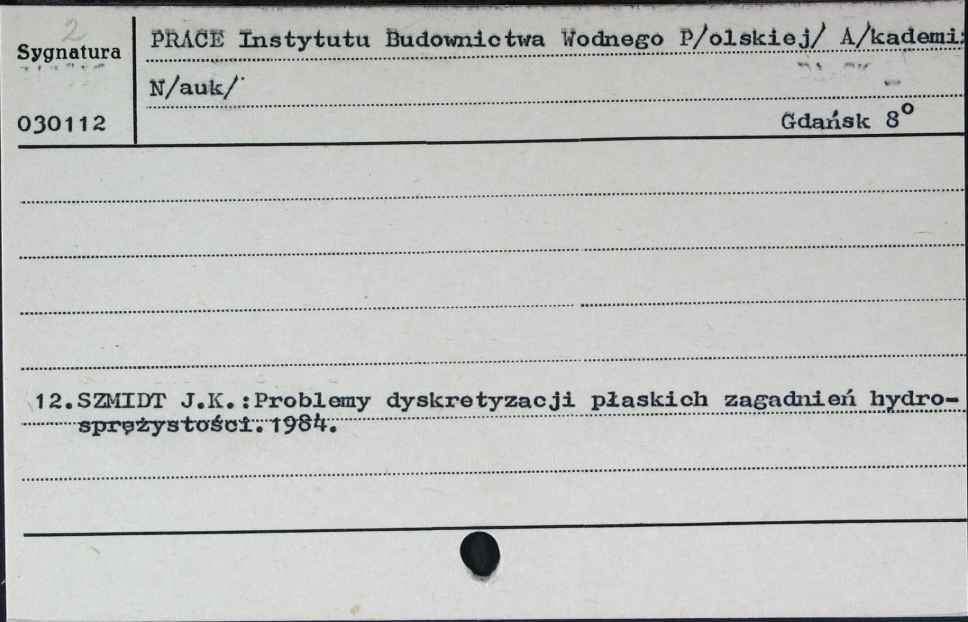 2
Sygnatura
030112
PRACE Instytutu Budownictwa Wodnego P/olskiej/ A/kademi
N/auk/
Gdańsk 8°
12.SZMIDT J.K.:Problemy dyskretyzacji płaskich zagadnień hydro-
sprężystości.1984.